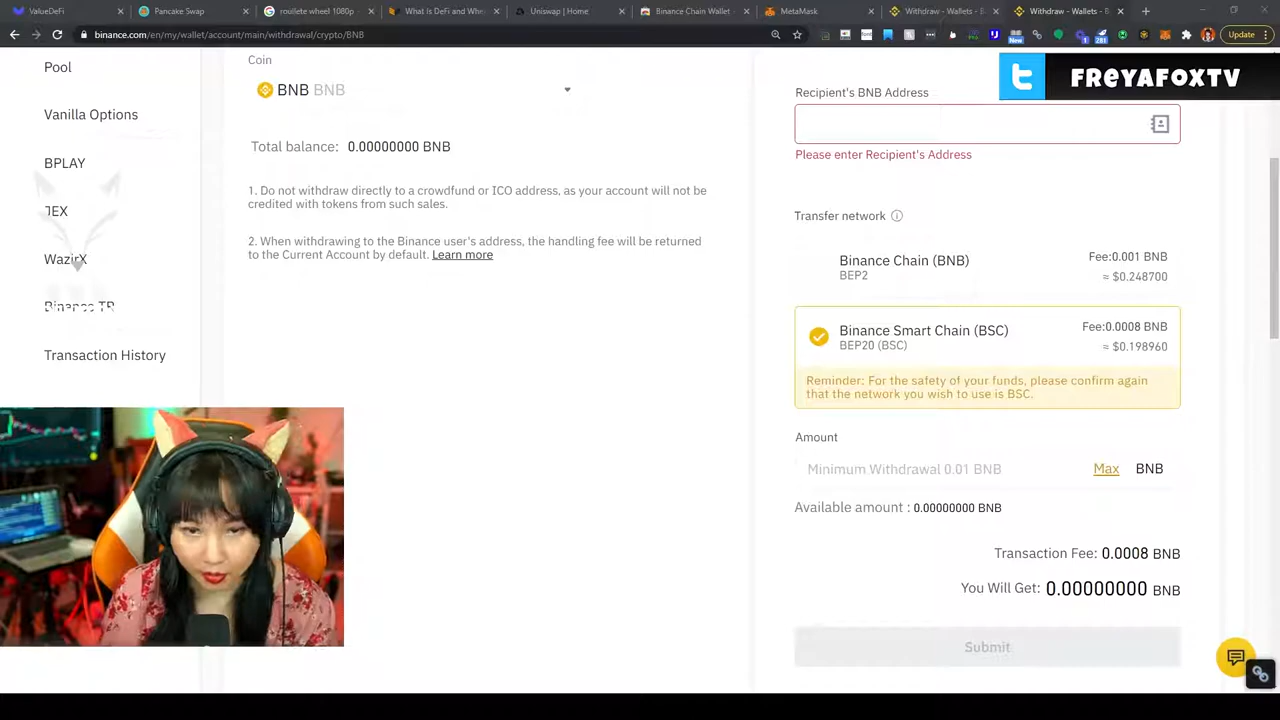 ValueDeFi
Pancake Swap
roullete wheel 1080p
What Is DeFi and Whe
Uniswap | Home
Binance Chain Wallet
MetaMask
Withdraw - Wallets - B
Withdraw - Wallets - B
binance.com/en/my/wallet/account/main/withdrawal/crypto/BNB
Update
New
281
FREYAFOXTV
Pool
Vanilla Options
BPLAY
JEX
WazirX
Binance TR
Transaction History
Coin
BNB BNB
Total balance: 0.00000000 BNB
1. Do not withdraw directly to a crowdfund or ICO address, as your account will not be
credited with tokens from such sales.
2. When withdrawing to the Binance user's address, the handling fee will be returned
to the Current Account by default. Learn more
Recipient's BNB Address
Please enter Recipient's Address
Transfer network
Binance Chain (BNB)
BEP2
Fee:0.001 BNB
≈ $0.248700
Binance Smart Chain (BSC)
BEP20 (BSC)
Fee:0.0008 BNB
≈ $0.198960
Reminder: For the safety of your funds, please confirm again
that the network you wish to use is BSC.
Amount
Minimum Withdrawal 0.01 BNB
Max BNB
Available amount : 0.00000000 BNB
Transaction Fee: 0.0008 BNB
You Will Get: 0.00000000 BNB
Submit